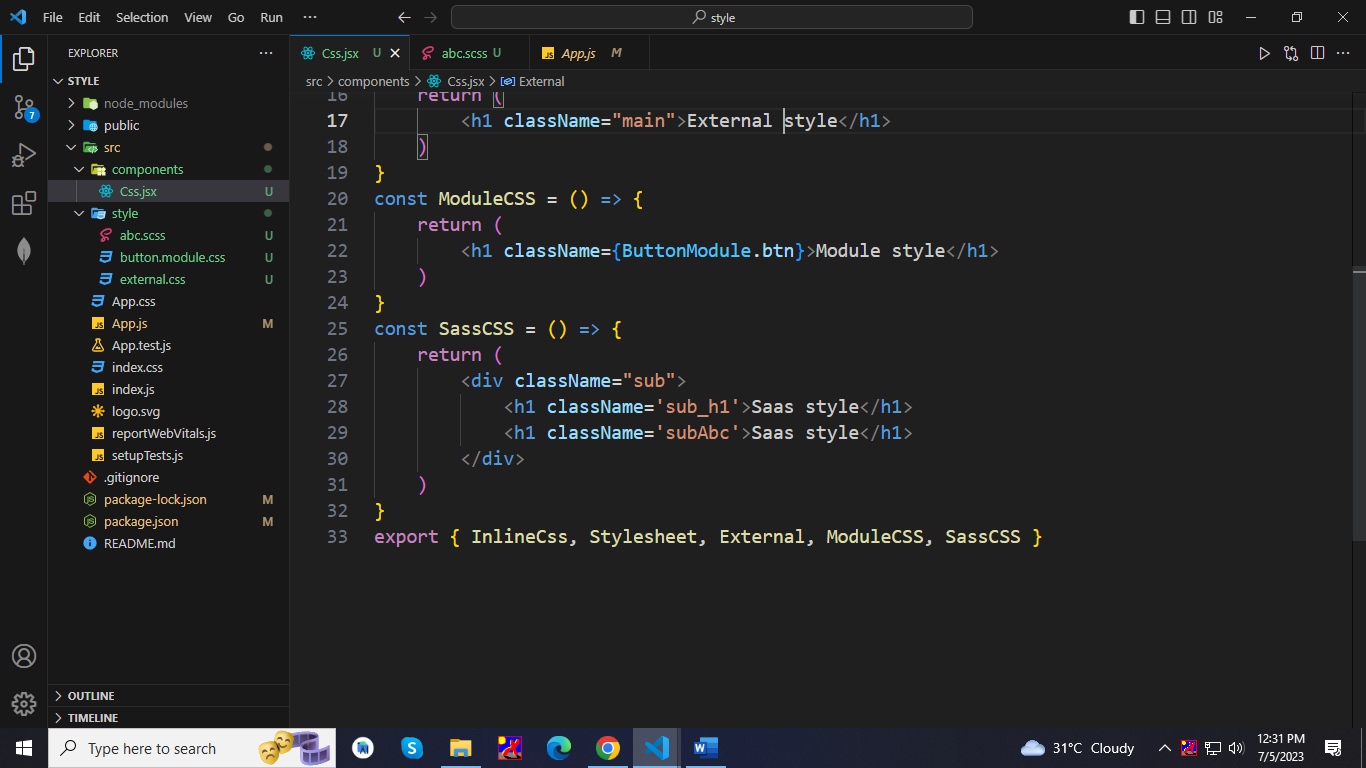 File Edit Selection View Go Run ··· style
EXPLORER ···
STYLE
node_modules
public
src
components
Css.jsx U
style
abc.scss U
button.module.css U
external.css U
App.css
App.js M
App.test.js
index.css
index.js
logo.svg
reportWebVitals.js
setupTests.js
.gitignore
package-lock.json M
package.json M
README.md
OUTLINE
TIMELINE
7
Css.jsx U abc.scss U App.js M
src > components > Css.jsx > External
16 return (
17 <h1 className="main">External style</h1>
18 )
19 }
20 const ModuleCSS = () => {
21 return (
22 <h1 className={ButtonModule.btn}>Module style</h1>
23 )
24 }
25 const SassCSS = () => {
26 return (
27 <div className="sub">
28 <h1 className='sub_h1'>Saas style</h1>
29 <h1 className='subAbc'>Saas style</h1>
30 </div>
31 )
32 }
33 export { InlineCss, Stylesheet, External, ModuleCSS, SassCSS }
Type here to search
31°C Cloudy
12:31 PM
7/5/2023